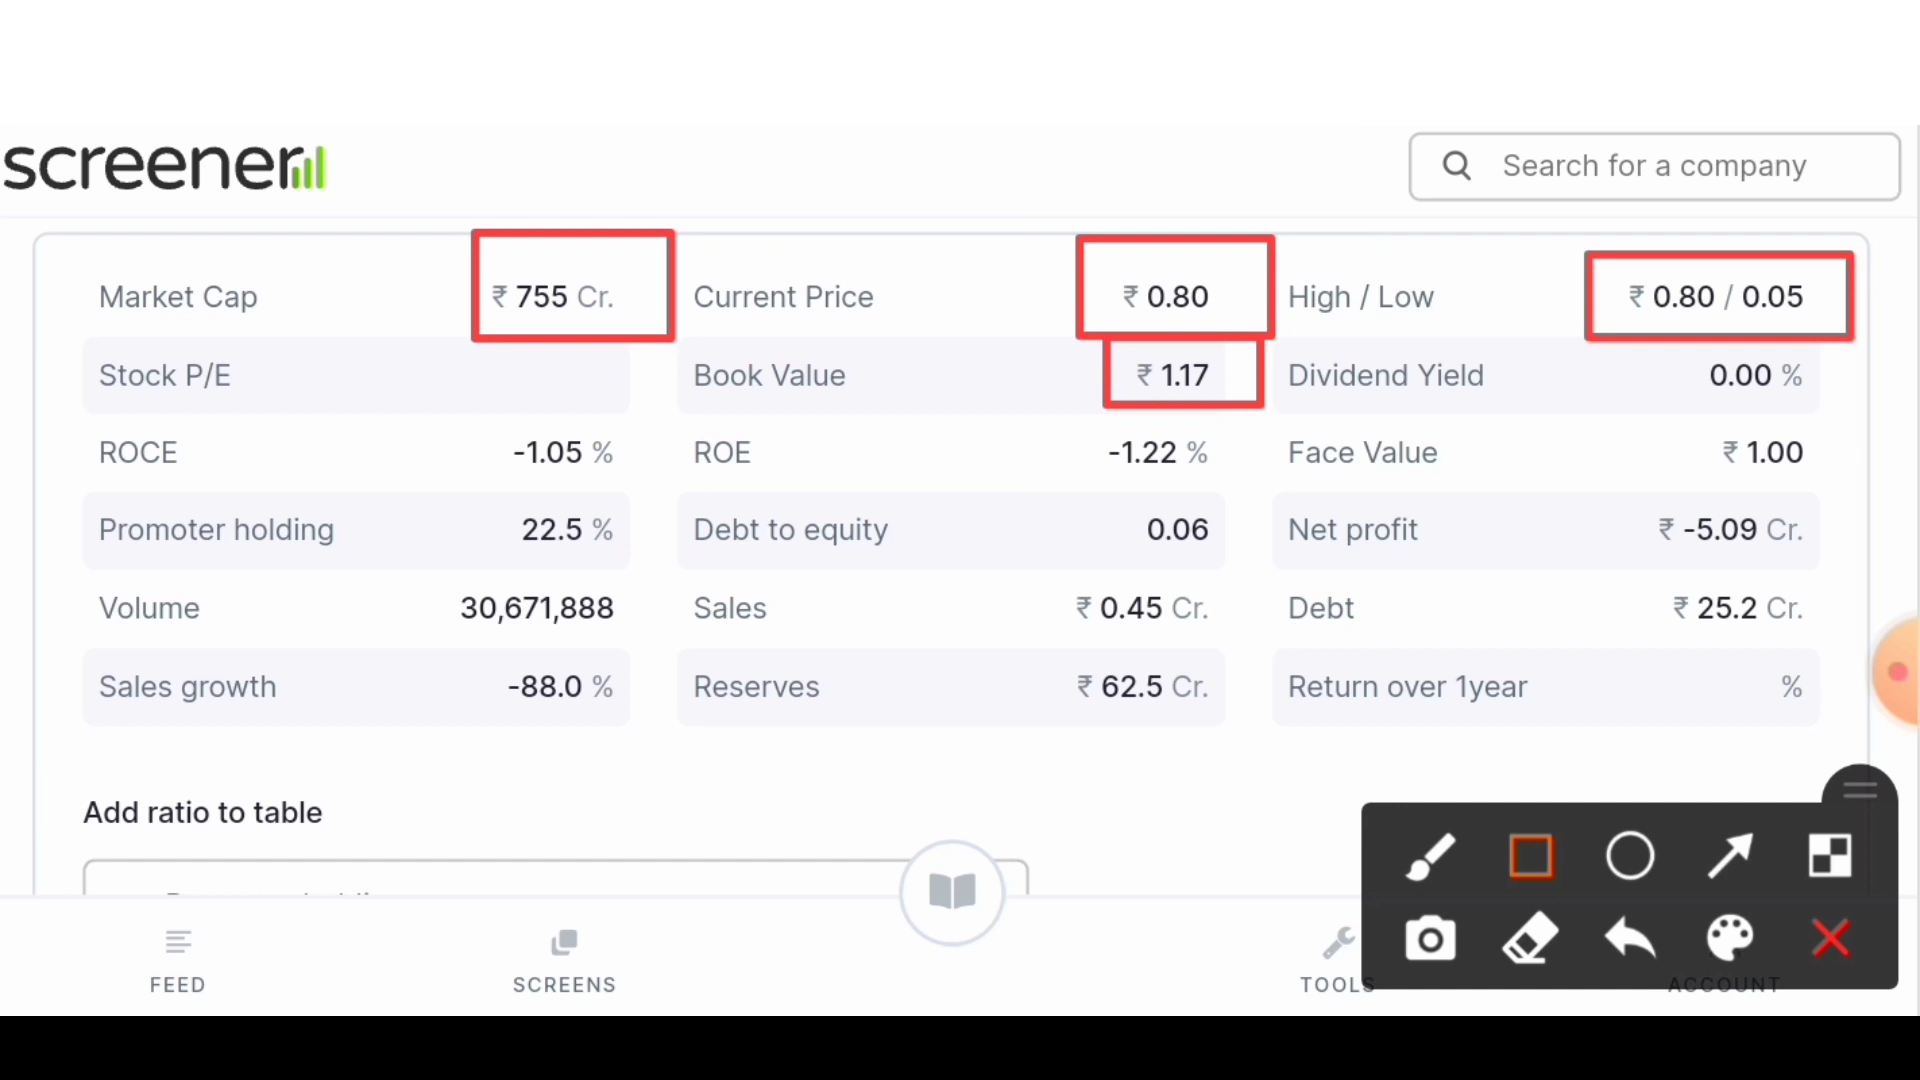 screener
Search for a company
Market Cap ₹ 755 Cr. Current Price ₹ 0.80 High / Low ₹ 0.80 / 0.05
Stock P/E Book Value ₹ 1.17 Dividend Yield 0.00 %
ROCE -1.05 % ROE -1.22 % Face Value ₹ 1.00
Promoter holding 22.5 % Debt to equity 0.06 Net profit ₹ -5.09 Cr.
Volume 30,671,888 Sales ₹ 0.45 Cr. Debt ₹ 25.2 Cr.
Sales growth -88.0 % Reserves ₹ 62.5 Cr. Return over 1year %
Add ratio to table
FEED SCREENS TOOLS ACCOUNT